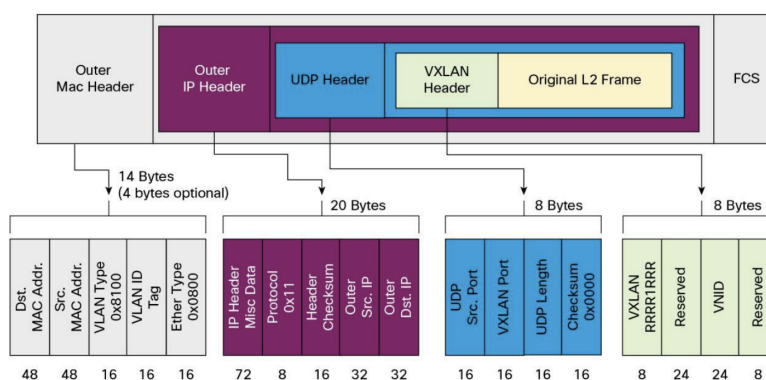 Outer
Mac Header
Outer
IP Header
UDP Header
VXLAN
Header
Original L2 Frame
FCS
14 Bytes
(4 bytes optional)
20 Bytes
8 Bytes
8 Bytes
Dst.
MAC Addr.
Src.
MAC Addr.
VLAN Type
0x8100
VLAN ID
Tag
Ether Type
0x0800
IP Header
Misc Data
Protocol
0x11
Header
Checksum
Outer
Src. IP
Outer
Dst. IP
UDP
Src. Port
VXLAN Port
UDP Length
Checksum
0x0000
VXLAN
RRRR1RRR
Reserved
VNID
Reserved
48 48 16 16 16 72 8 16 32 32 16 16 16 16 8 24 24 8